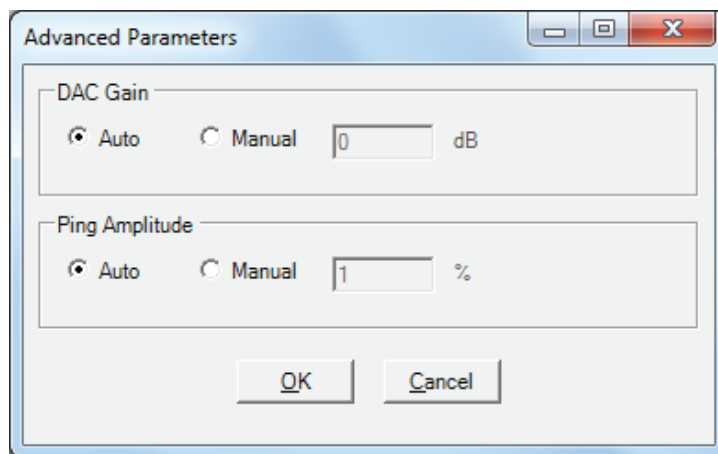 Advanced Parameters
DAC Gain
Auto Manual 0 dB
Ping Amplitude
Auto Manual 1 %
OK Cancel